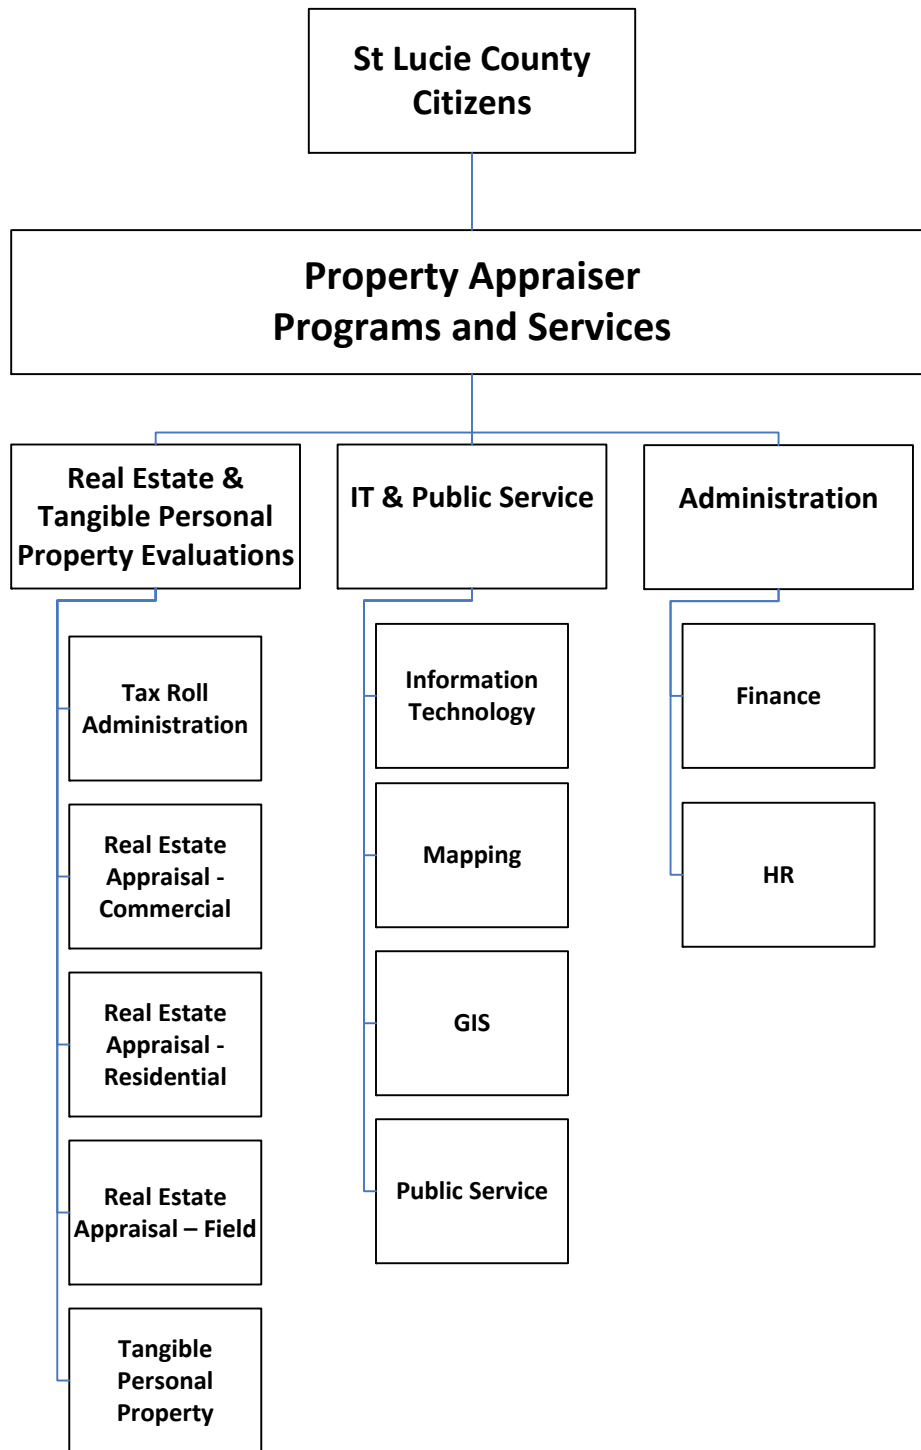 St Lucie County
Citizens
Property Appraiser
Programs and Services
Real Estate &
Tangible Personal
Property Evaluations
Tax Roll
Administration
Real Estate
Appraisal -
Commercial
Real Estate
Appraisal -
Residential
Real Estate
Appraisal – Field
Tangible
Personal
Property
IT & Public Service
Information
Technology
Mapping
GIS
Public Service
Administration
Finance
HR